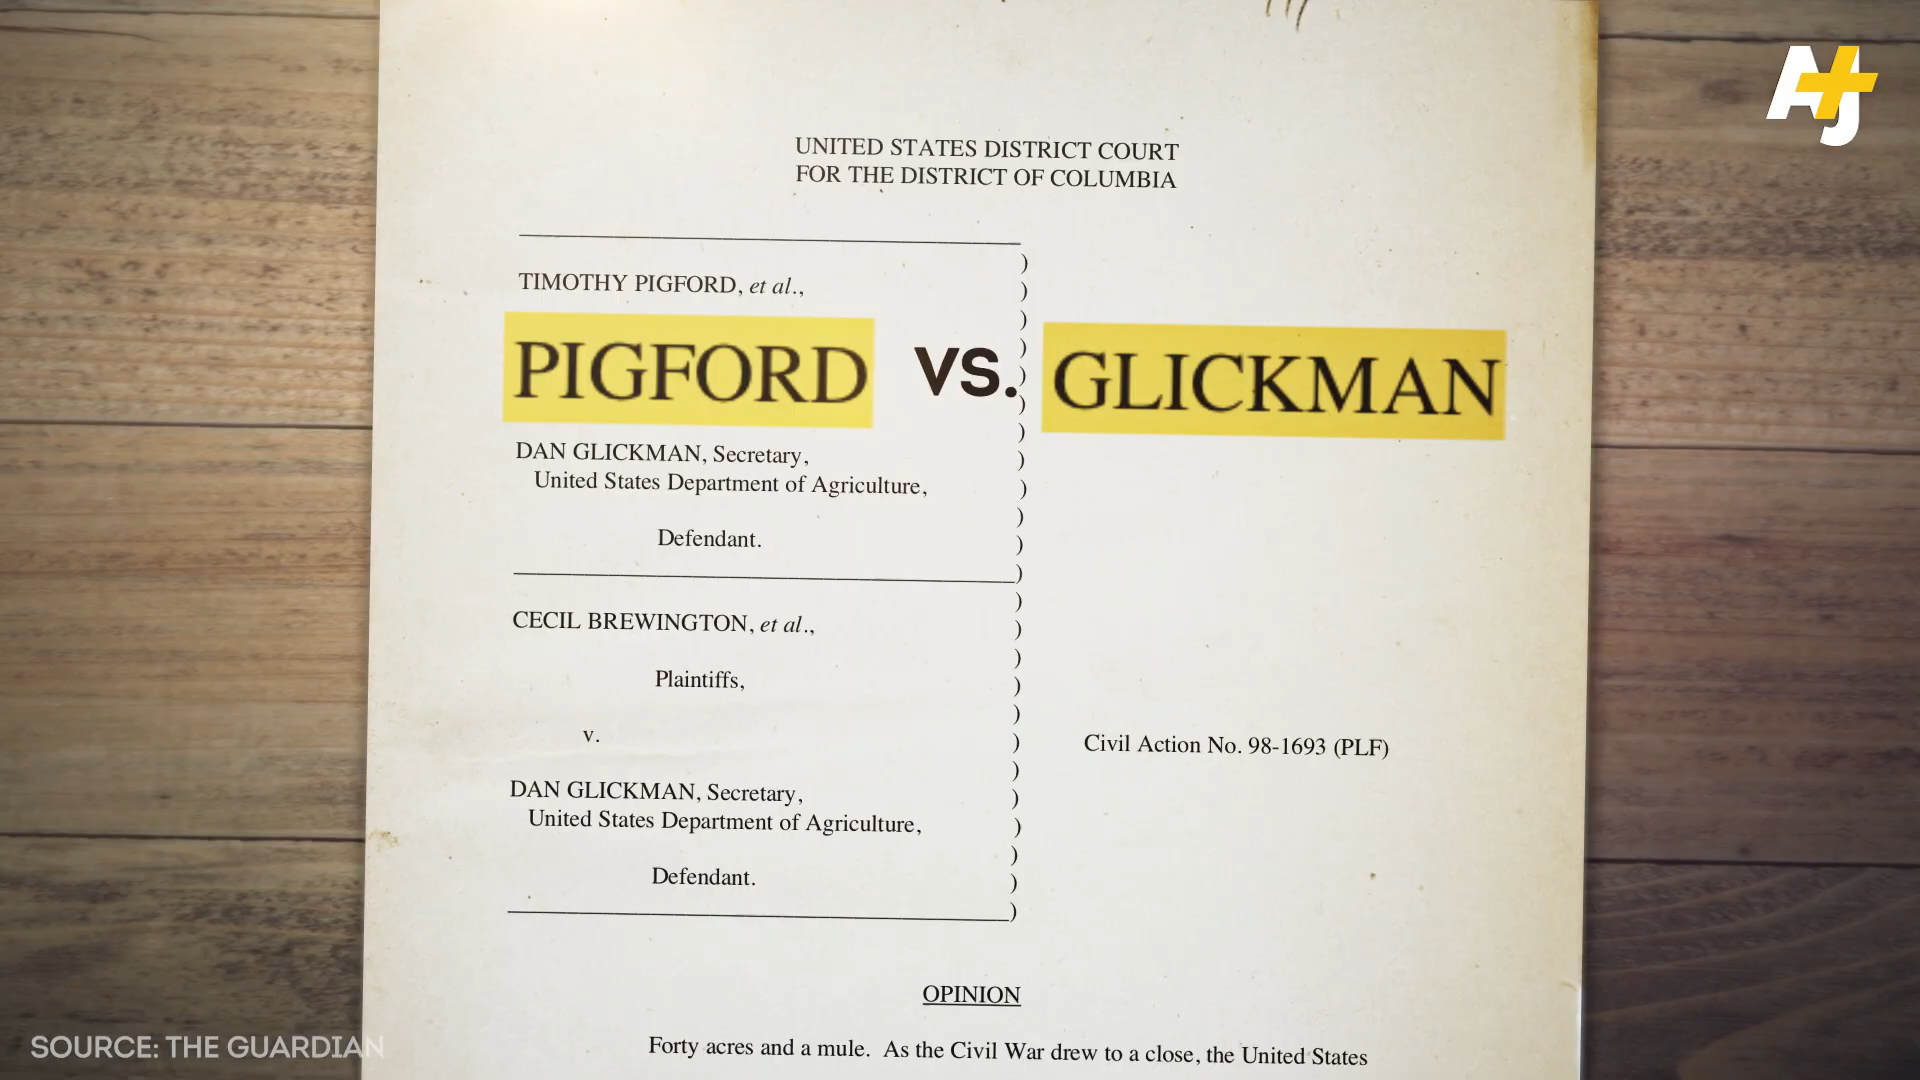 AJ+
UNITED STATES DISTRICT COURT
FOR THE DISTRICT OF COLUMBIA
TIMOTHY PIGFORD, et al.,
PIGFORD VS. GLICKMAN
DAN GLICKMAN, Secretary,
United States Department of Agriculture,
Defendant.
CECIL BREWINGTON, et al.,
Plaintiffs,
v.
Civil Action No. 98-1693 (PLF)
DAN GLICKMAN, Secretary,
United States Department of Agriculture,
Defendant.
OPINION
Forty acres and a mule. As the Civil War drew to a close, the United States
SOURCE: THE GUARDIAN